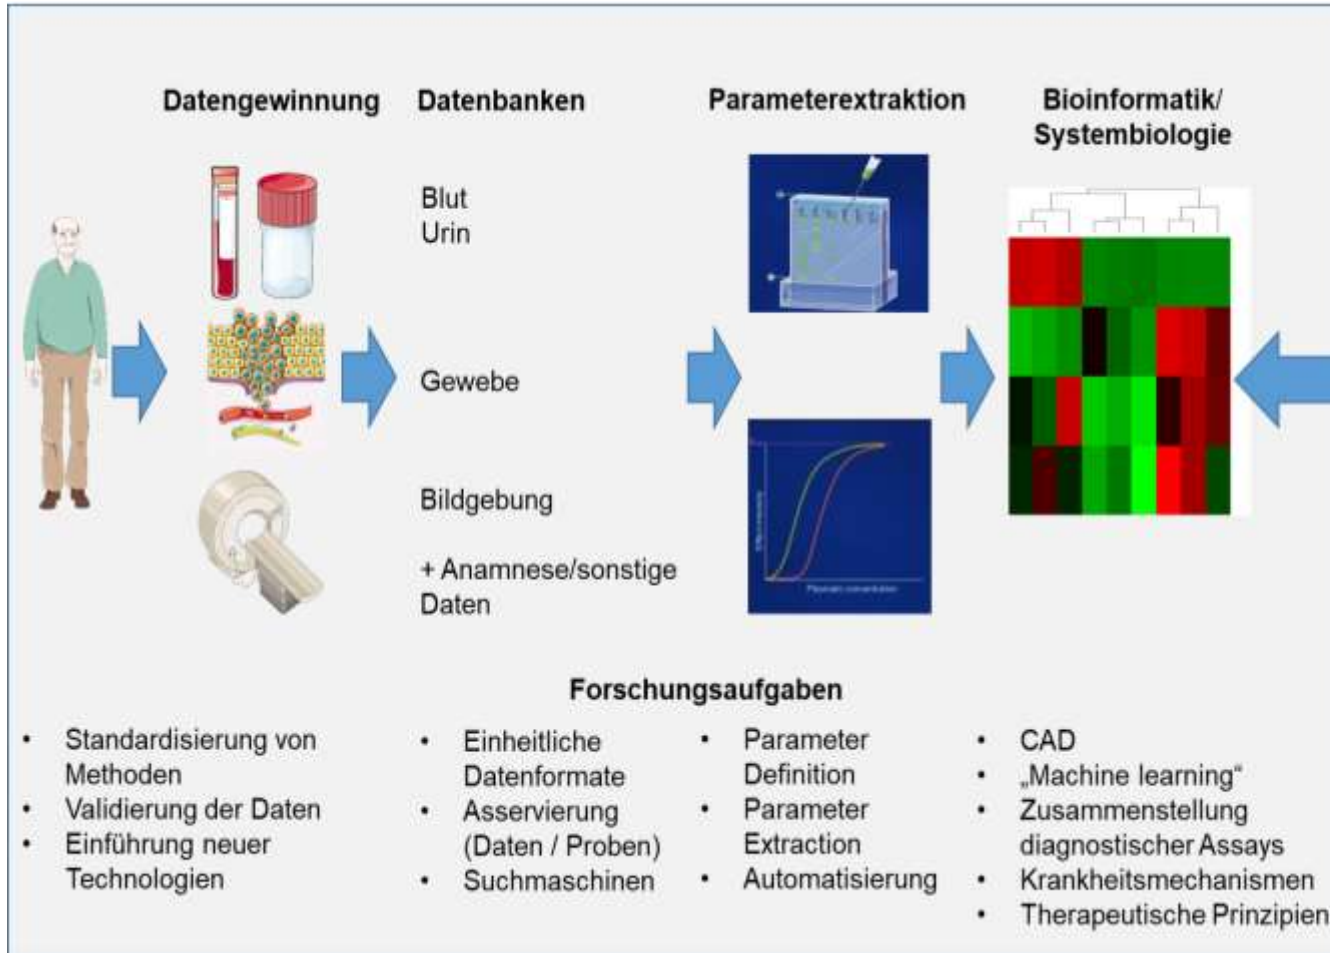 Datengewinnung
Datenbanken
Parameterextraktion
Bioinformatik/
Systembiologie
Blut
Urin
Gewebe
Bildgebung
+ Anamnese/sonstige
Daten
Forschungsaufgaben
• Standardisierung von
Methoden
• Validierung der Daten
• Einführung neuer
Technologien
• Einheitliche
Datenformate
• Asservierung
(Daten / Proben)
• Suchmaschinen
• Parameter
Definition
• Parameter
Extraction
• Automatisierung
• CAD
• „Machine learning“
• Zusammenstellung
diagnostischer Assays
• Krankheitsmechanismen
• Therapeutische Prinzipien